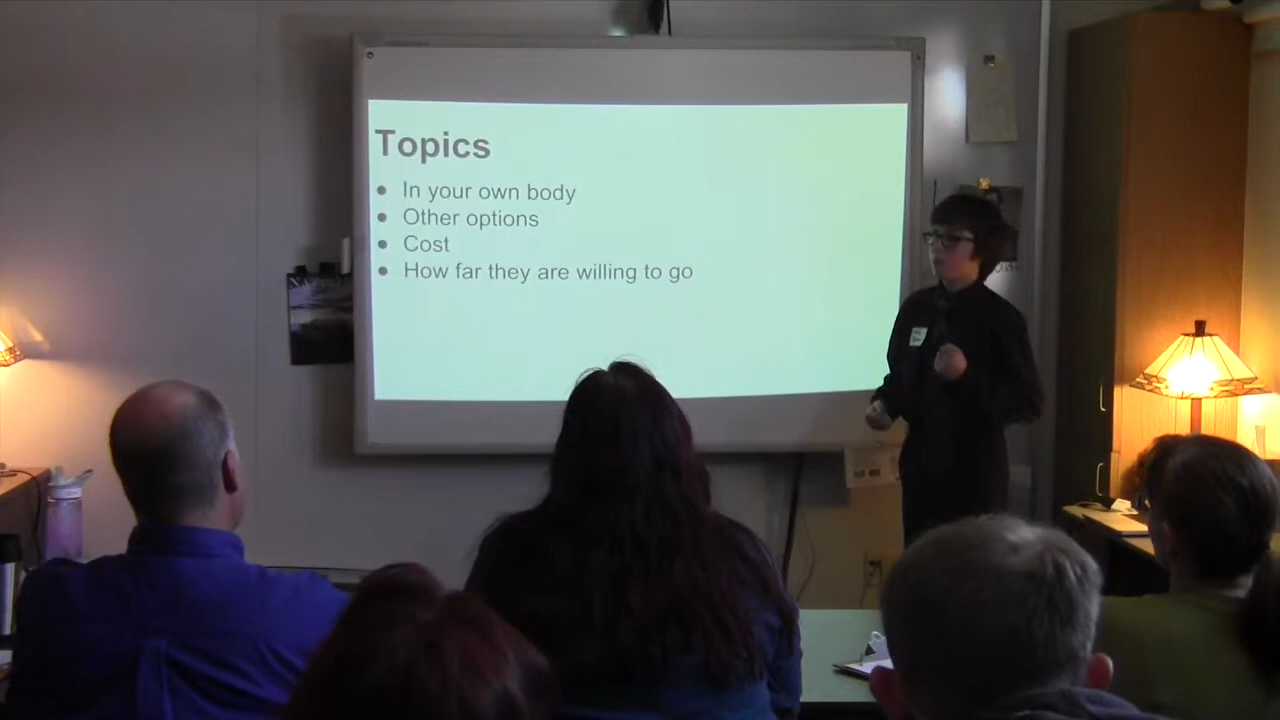 Topics
● In your own body
● Other options
● Cost
● How far they are willing to go